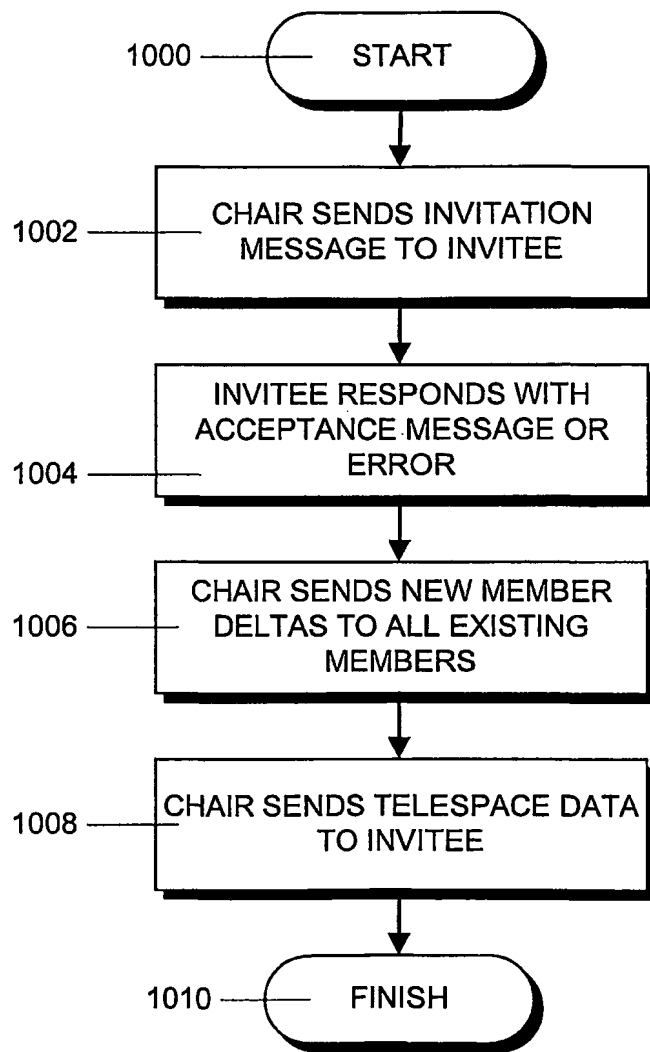 1000
START
1002
CHAIR SENDS INVITATION
MESSAGE TO INVITEE
1004
INVITEE RESPONDS WITH
ACCEPTANCE MESSAGE OR
ERROR
1006
CHAIR SENDS NEW MEMBER
DELTAS TO ALL EXISTING
MEMBERS
1008
CHAIR SENDS TELESPACE DATA
TO INVITEE
1010
FINISH